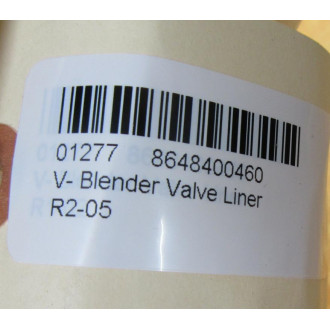 01277 8648400460
V- Blender Valve Liner
R2-05